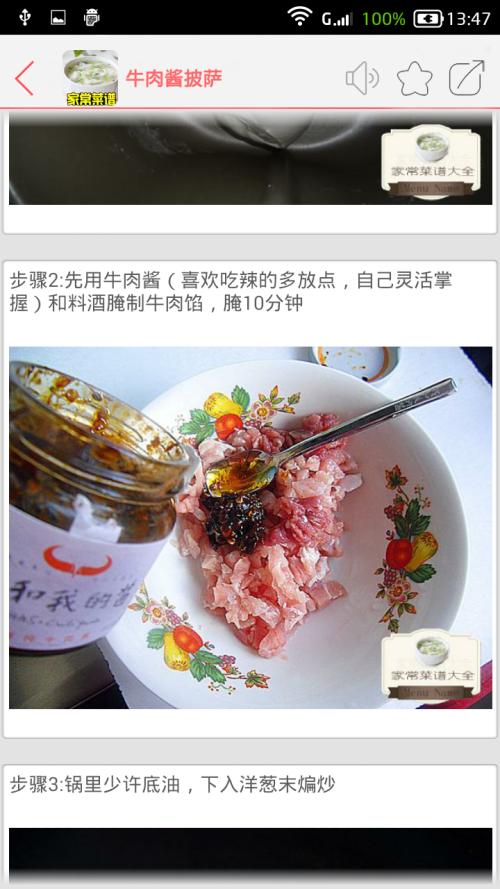 G
100%
13:47
家常菜谱
牛肉酱披萨
家常菜谱大全
Menu Name
步骤2:先用牛肉酱（喜欢吃辣的多放点，自己灵活掌
握）和料酒腌制牛肉馅，腌10分钟
和我的酱
家常菜谱大全
Menu Name
步骤3:锅里少许底油，下入洋葱末煸炒